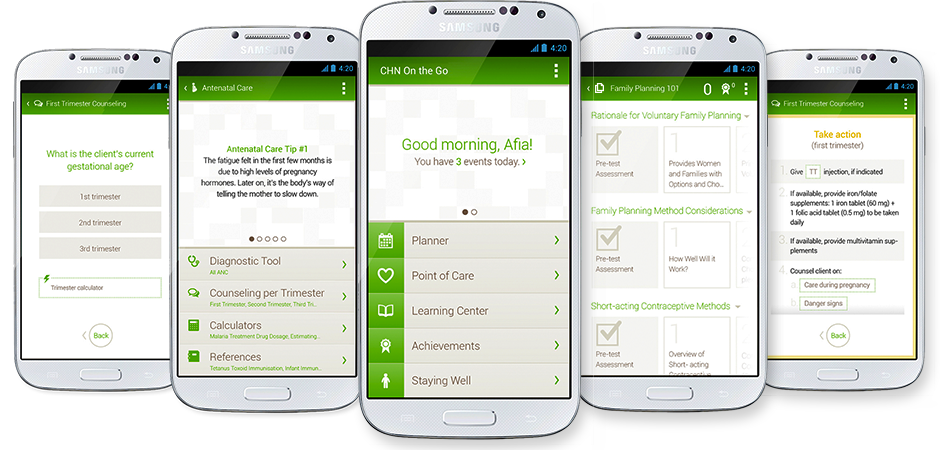 SAMSUNG
4:20
First Trimester Counseling
What is the client's current
gestational age?
1st trimester
2nd trimester
3rd trimester
Trimester calculator
Back
SAMSUNG
4:20
Antenatal Care
Antenatal Care Tip #1
The fatigue felt in the first few months is
due to high levels of pregnancy
hormones. Later on, it's the body's way of
telling the mother to slow down.
Diagnostic Tool
All ANC
Counseling per Trimester
First Trimester, Second Trimester, Third Tri...
Calculators
Malaria Treatment Drug Dosage, Estimating...
References
Tetanus Toxoid Immunisation, Infant Immun...
SAMSUNG
4:20
CHN On the Go
Good morning, Afia!
You have 3 events today.
Planner
Point of Care
Learning Center
Achievements
Staying Well
SAMSUNG
4:20
Family Planning 101
0
0
Rationale for Voluntary Family Planning
Pre-test
Assessment
1
Provides Women
and Families with
Options and Cho...
Family Planning Method Considerations
Pre-test
Assessment
1
How Well Will it
Work?
Short-acting Contraceptive Methods
Pre-test
Assessment
1
Overview of
Short- acting
Contraceptive
SAMSUNG
4:20
First Trimester Counseling
Take action
(first trimester)
1. Give TT injection, if indicated
2. If available, provide iron/folate
supplements: 1 iron tablet (60 mg) +
1 folic acid tablet (0.5 mg) to be taken
daily
3. If available, provide multivitamin sup-
plements
4. Counsel client on:
a. Care during pregnancy
b. Danger signs
Back